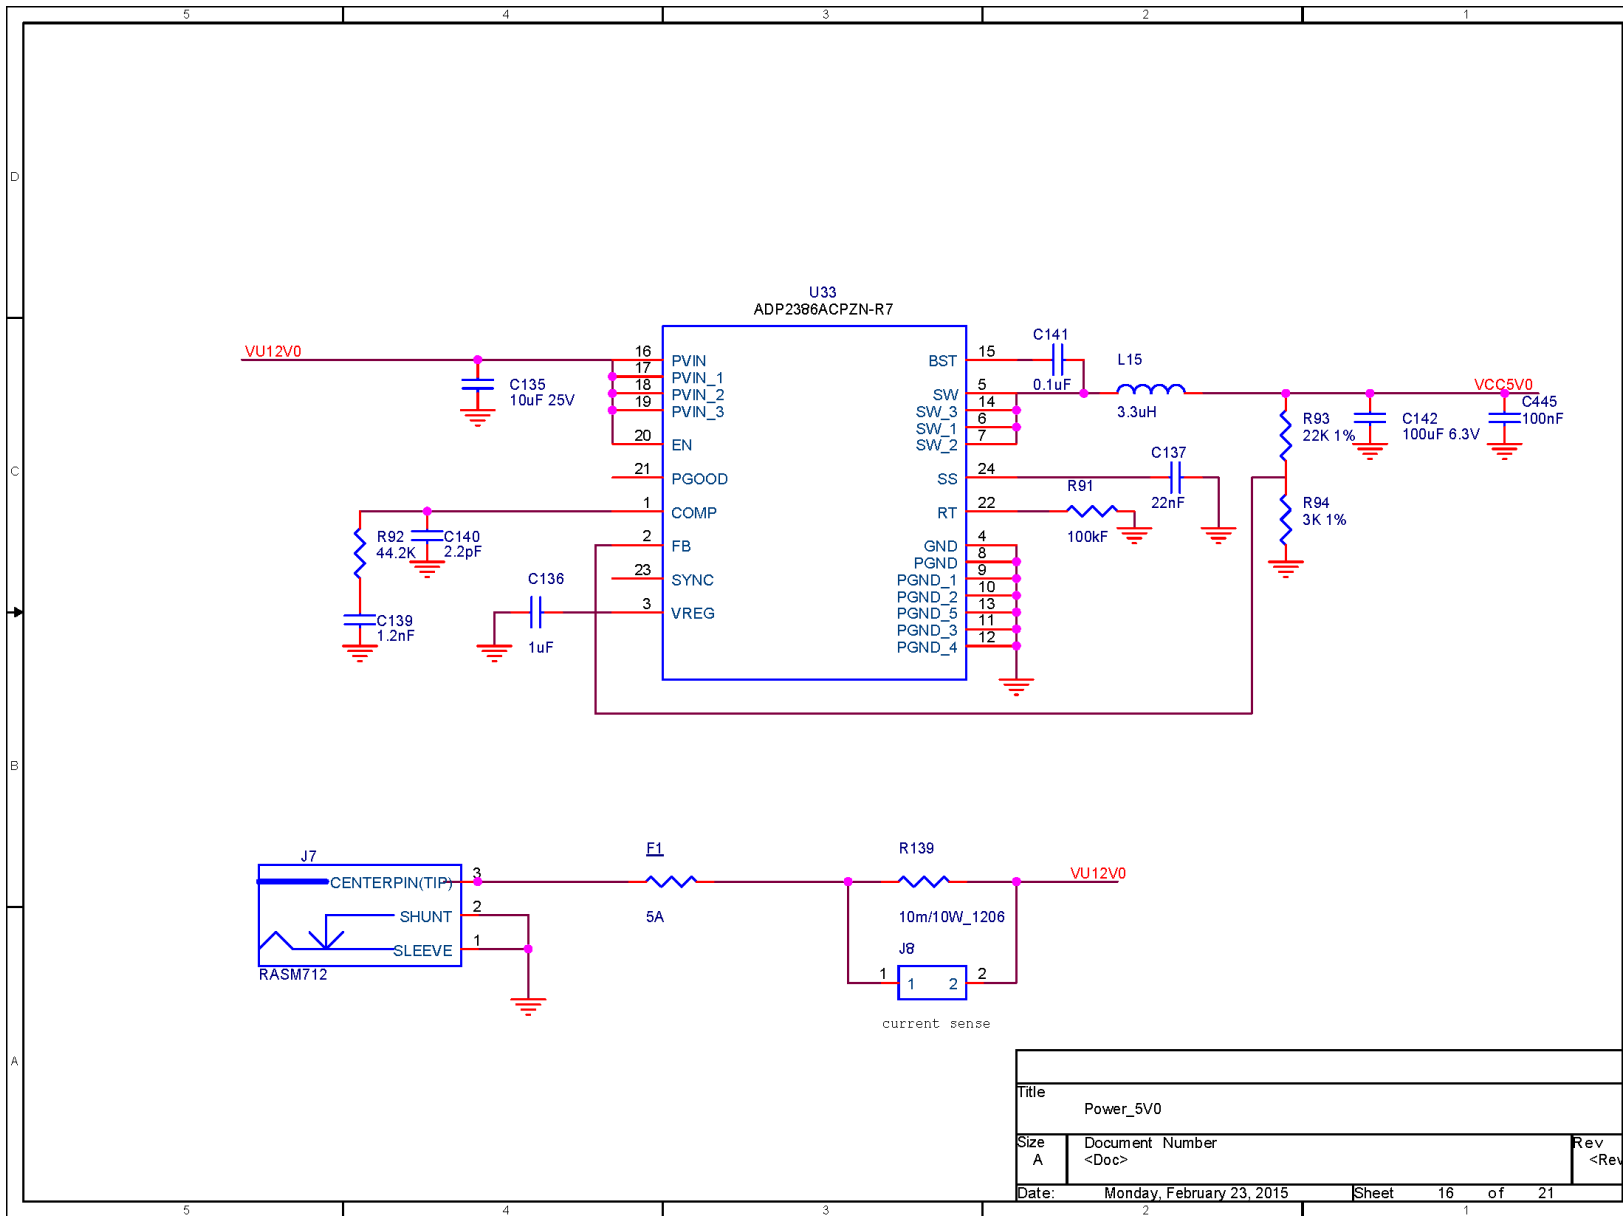 5 4 3 2 1
D
C
B
A
U33
ADP2386ACPZN-R7
VU12V0
C135
10uF 25V
16 PVIN
17 PVIN_1
18 PVIN_2
19 PVIN_3
20 EN
21 PGOOD
1 COMP
2 FB
23 SYNC
3 VREG
BST 15
SW 5
SW_3 14
SW_1 6
SW_2 7
SS 24
RT 22
GND 4
PGND 8
PGND_1 9
PGND_2 10
PGND_5 13
PGND_3 11
PGND_4 12
C141
0.1uF
L15
3.3uH
VCC5V0
R93
22K 1%
C142
100uF 6.3V
C445
100nF
C137
22nF
R91
100kF
R94
3K 1%
R92
44.2K
C140
2.2pF
C139
1.2nF
C136
1uF
J7
CENTERPIN(TIP) 3
SHUNT 2
SLEEVE 1
RASM712
F1
5A
R139
10m/10W_1206
VU12V0
J8
1 1 2 2
current sense
Title
Power_5V0
Size
A
Document Number
<Doc>
Rev
<Rev
Date: Monday, February 23, 2015 Sheet 16 of 21
5 4 3 2 1